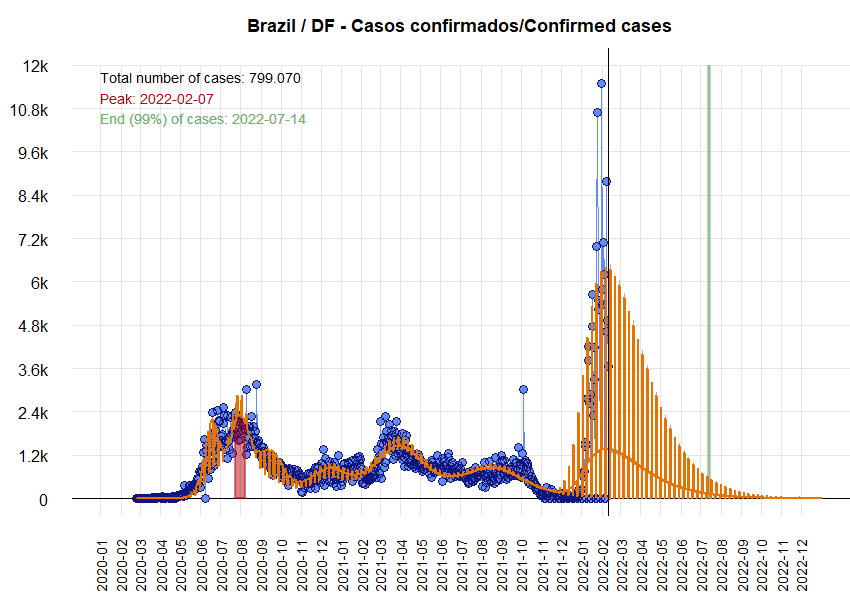 Brazil / DF - Casos confirmados/Confirmed cases
Total number of cases: 799.070
Peak: 2022-02-07
End (99%) of cases: 2022-07-14
12k
10.8k
9.6k
8.4k
7.2k
6k
4.8k
3.6k
2.4k
1.2k
0
2020-01
2020-02
2020-03
2020-04
2020-05
2020-06
2020-07
2020-08
2020-09
2020-10
2020-11
2020-12
2021-01
2021-02
2021-03
2021-04
2021-05
2021-06
2021-07
2021-08
2021-09
2021-10
2021-11
2021-12
2022-01
2022-02
2022-03
2022-04
2022-05
2022-06
2022-07
2022-08
2022-09
2022-10
2022-11
2022-12